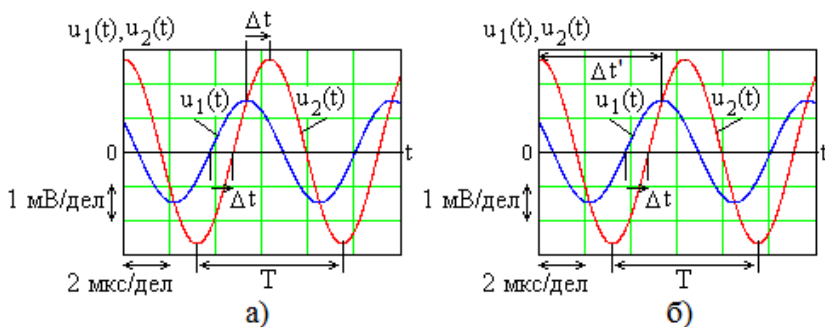 Δt
u₁(t),u₂(t)
u₁(t)
u₂(t)
0
t
1 мВ/дел
Δt
2 мкс/дел
T
а)
u₁(t),u₂(t)
Δt'
u₁(t)
u₂(t)
0
t
1 мВ/дел
Δt
2 мкс/дел
T
б)